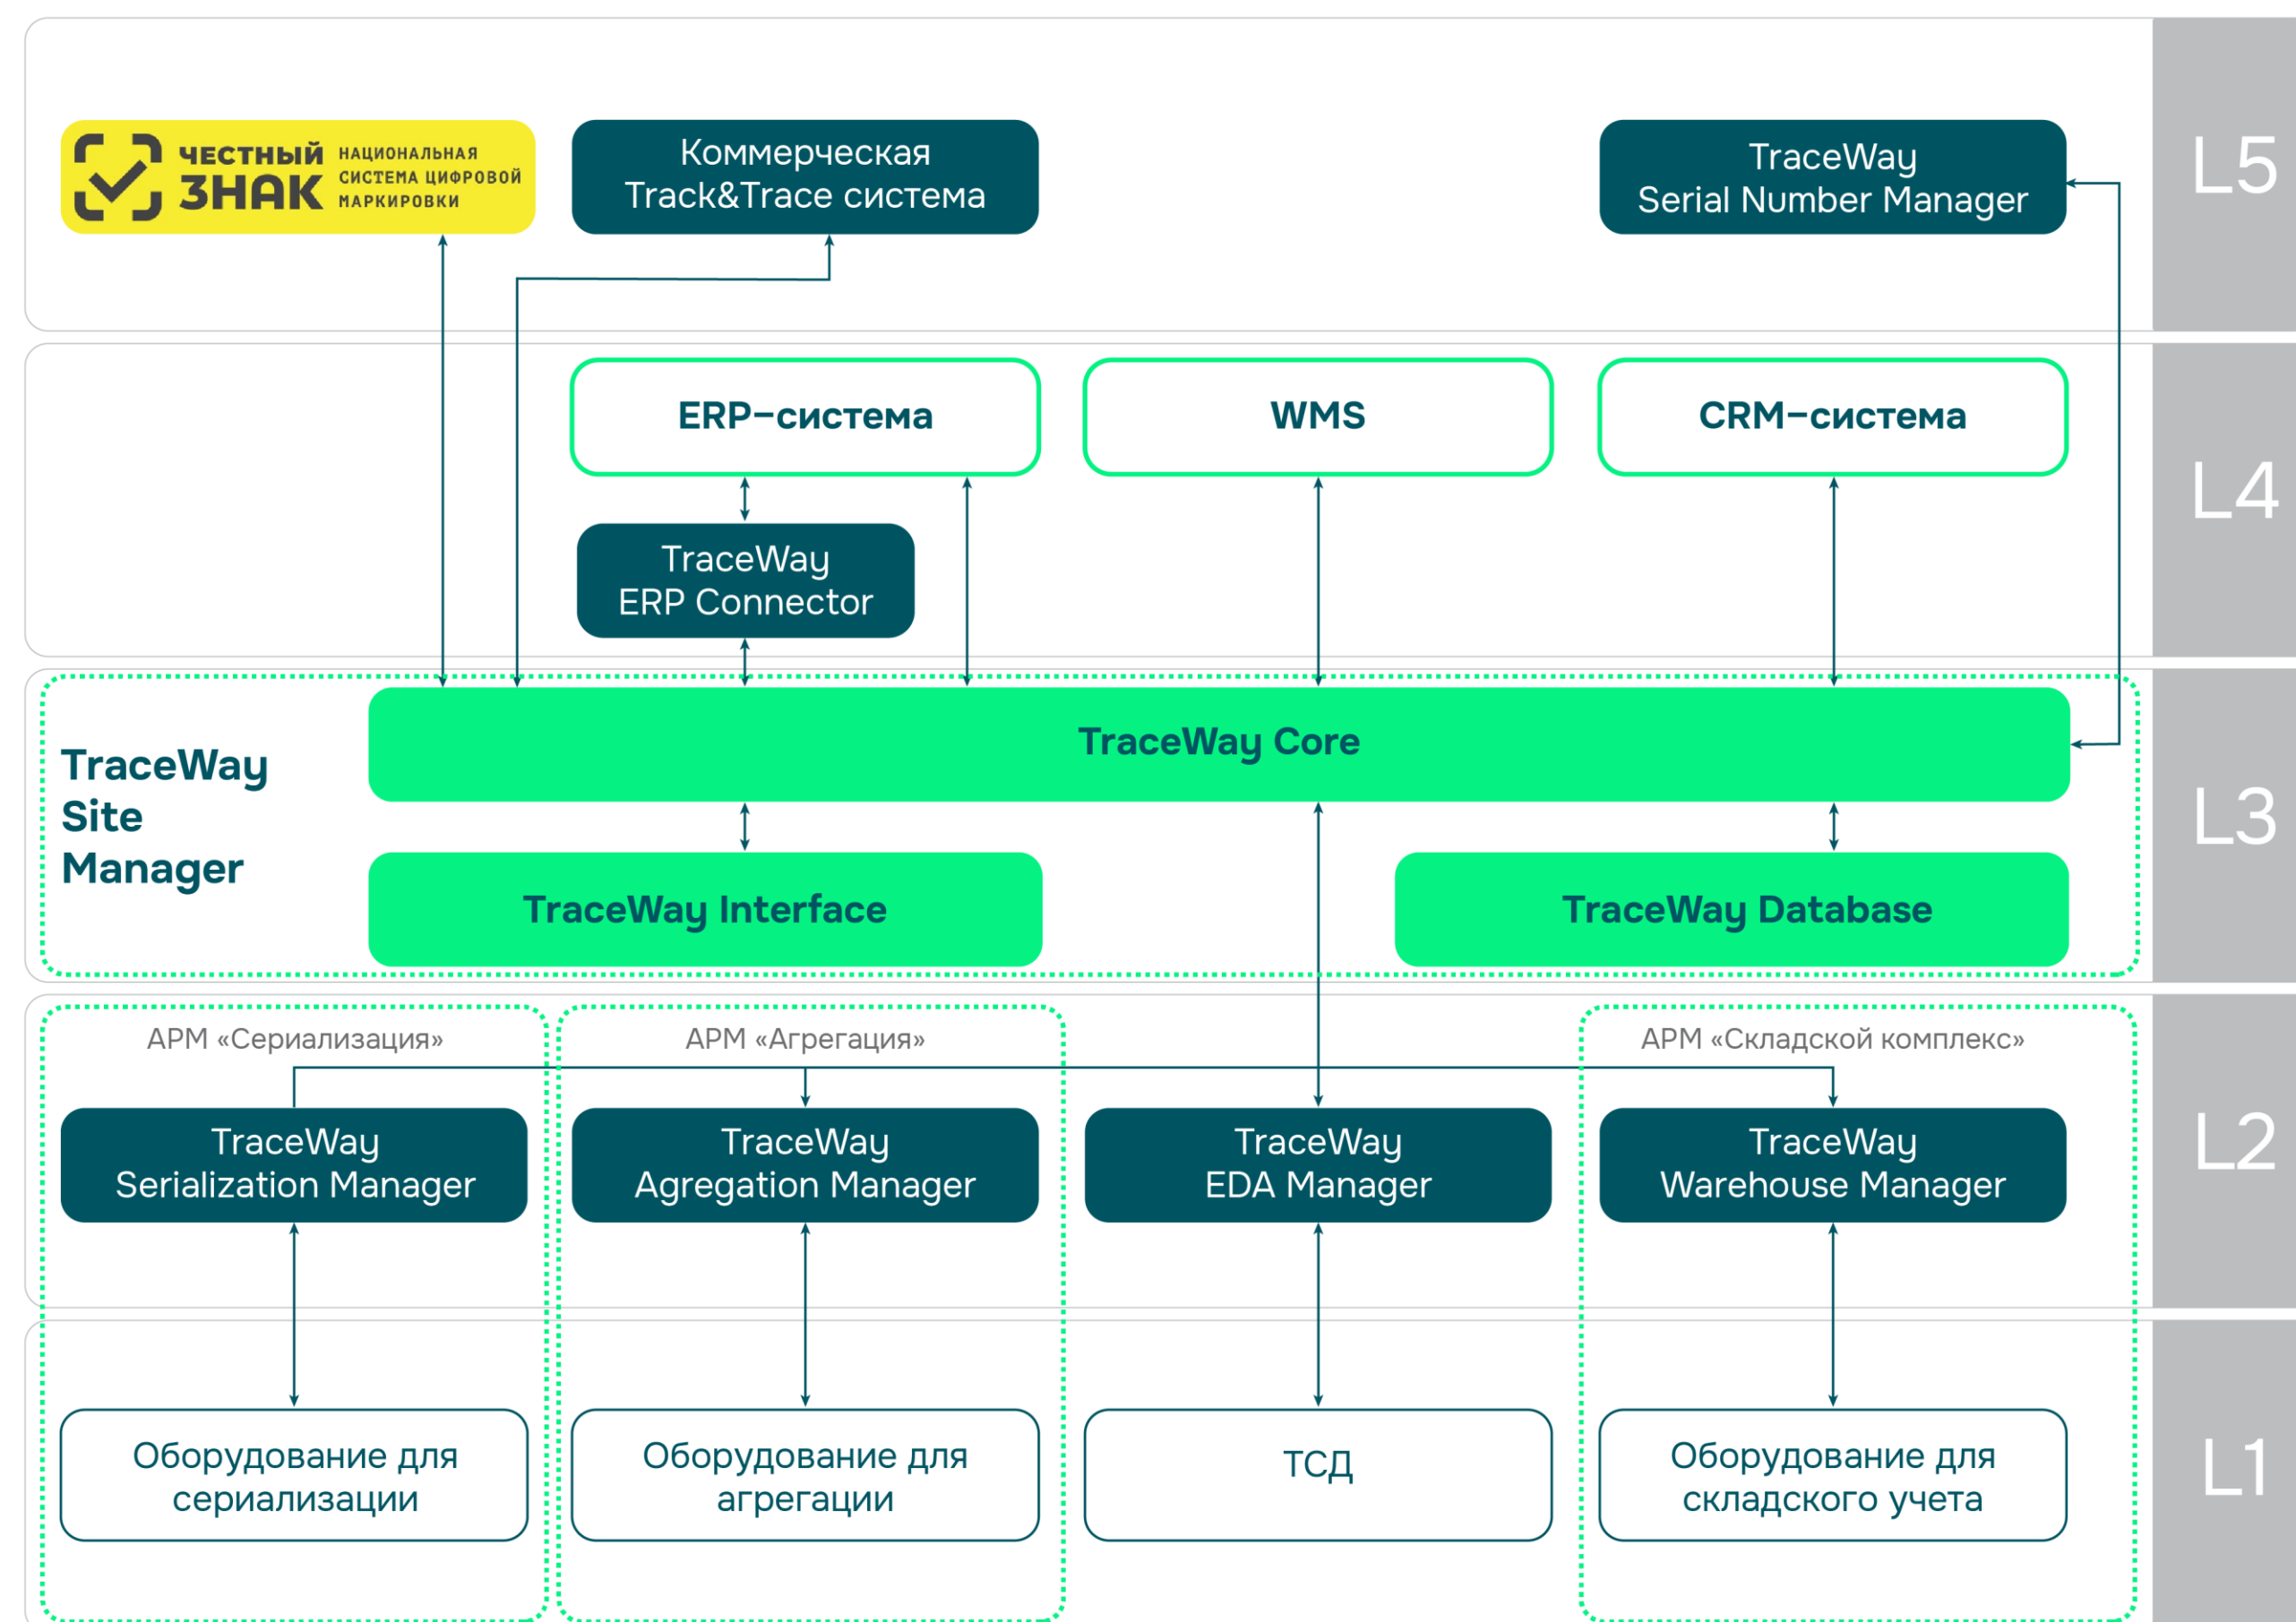 ЧЕСТНЫЙ
ЗНАК
НАЦИОНАЛЬНАЯ
СИСТЕМА ЦИФРОВОЙ
МАРКИРОВКИ
Коммерческая
Track&Trace система
TraceWay
Serial Number Manager
L5
ERP-система
WMS
CRM-система
TraceWay
ERP Connector
L4
TraceWay
Site
Manager
TraceWay Core
TraceWay Interface
TraceWay Database
L3
АРМ «Сериализация»
АРМ «Агрегация»
АРМ «Складской комплекс»
TraceWay
Serialization Manager
TraceWay
Agregation Manager
TraceWay
EDA Manager
TraceWay
Warehouse Manager
L2
Оборудование для
сериализации
Оборудование для
агрегации
ТСД
Оборудование для
складского учета
L1